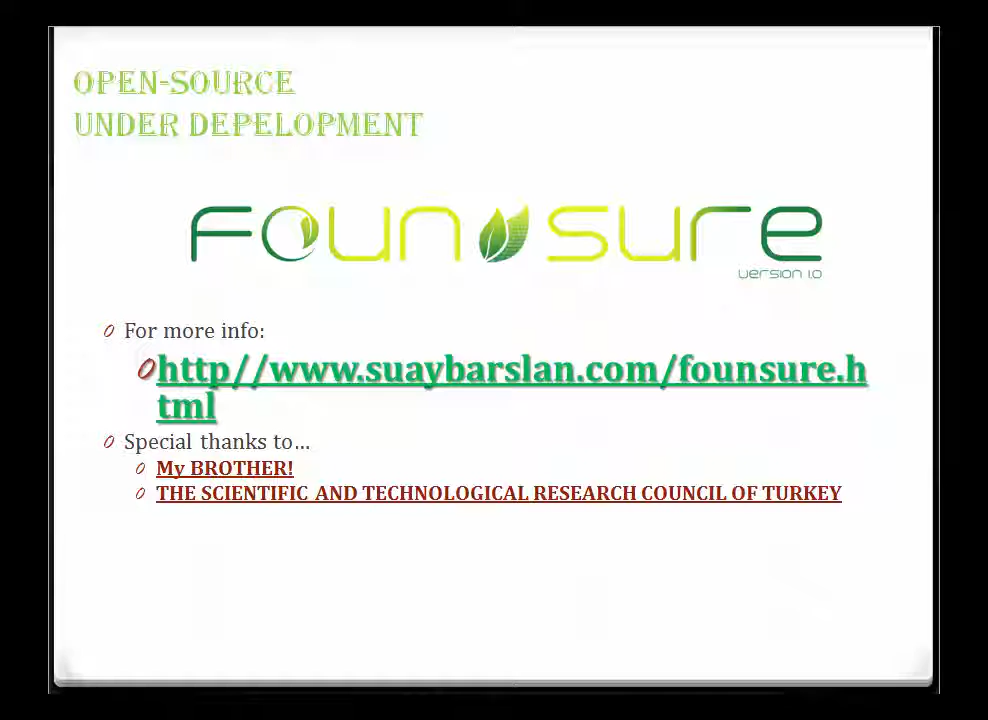 OPEN-SOURCE
UNDER DEPELOPMENT
FOUNSURE
version 1.0
For more info:
http//www.suaybarslan.com/founsure.h
tml
Special thanks to…
My BROTHER!
THE SCIENTIFIC AND TECHNOLOGICAL RESEARCH COUNCIL OF TURKEY